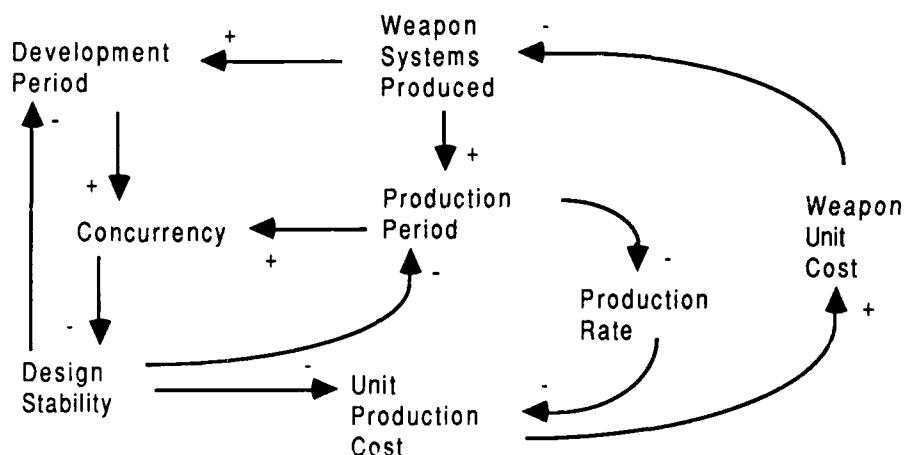 Development
Period
+
Weapon
Systems
Produced
-
-
+
+
Concurrency
+
Production
Period
-
-
Production
Rate
Weapon
Unit
Cost
+
-
Design
Stability
-
Unit
Production
Cost
-